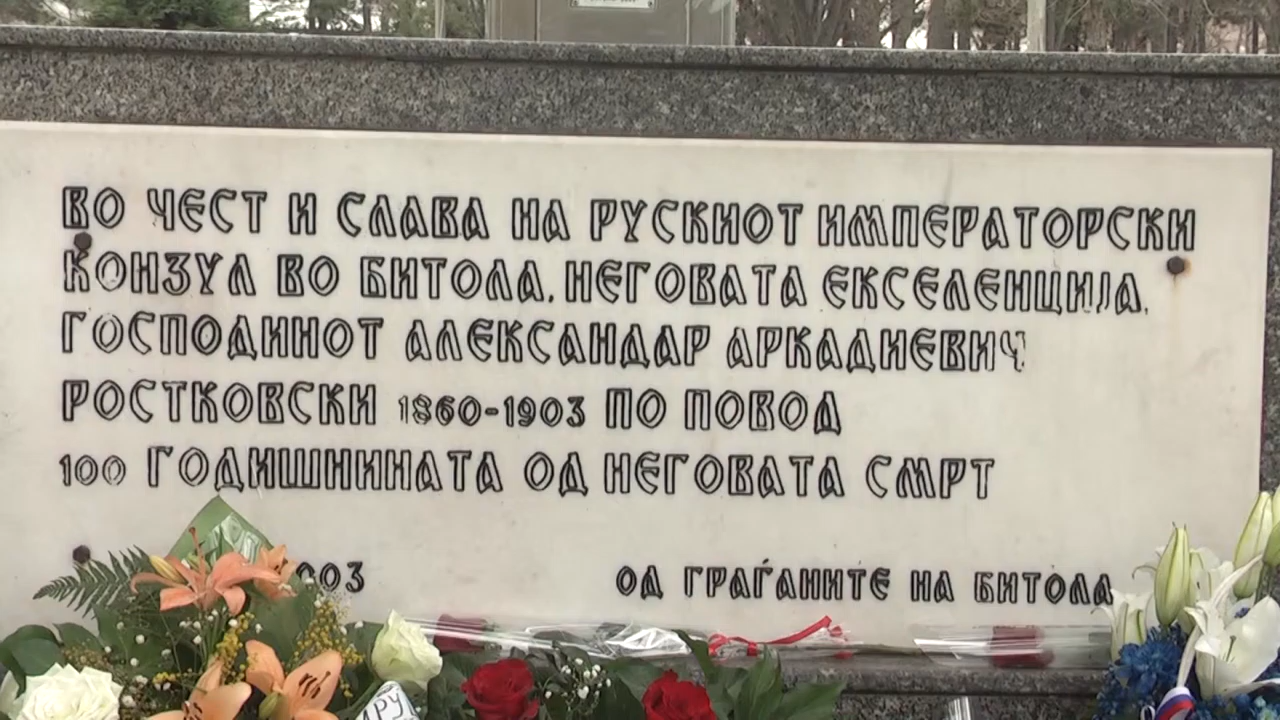 ВО ЧЕСТ И СЛАВА НА РУСКИОТ ИМПЕРАТОРСКИ
КОНЗУЛ ВО БИТОЛА. НЕГОВАТА ЕКСЕЛЕНЦИЈА,
ГОСПОДИНОТ АЛЕКСАНДАР АРКАДИЕВИЧ
РОСТКОВСКИ 1860-1903 ПО ПОВОД
100 ГОДИШНИНАТА ОД НЕГОВАТА СМРТ
ОД ГРАЃАНИТЕ НА БИТОЛА